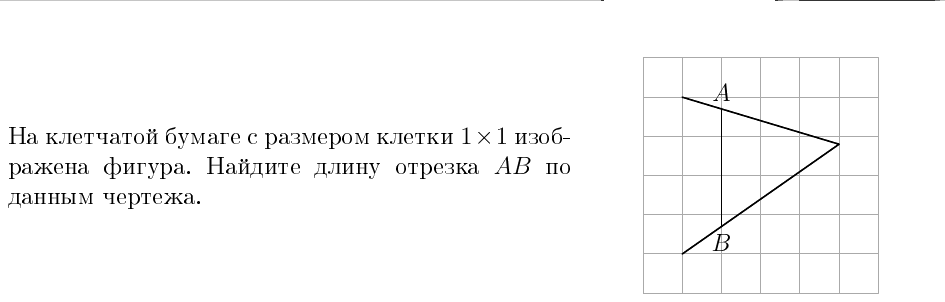 На клетчатой бумаге с размером клетки 1×1 изоб-
ражена фигура. Найдите длину отрезка AB по
данным чертежа.
A
B